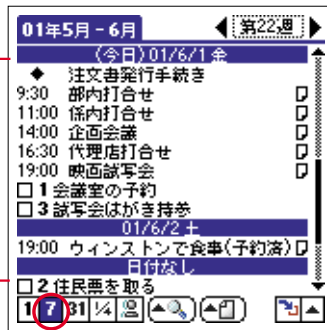 01年5月 - 6月 第22週
(今日)01/6/1 金
◆ 注文書発行手続き
9:30 部内打合せ
11:00 係内打合せ
14:00 企画会議
16:30 代理店打合せ
19:00 映画試写会
□ 1 会議室の予約
□ 3 試写会はがき持参
01/6/2 土
19:00 ウィンストンで食事(予約済)
日付なし
□ 2 住民票を取る
1 7 31 1/4